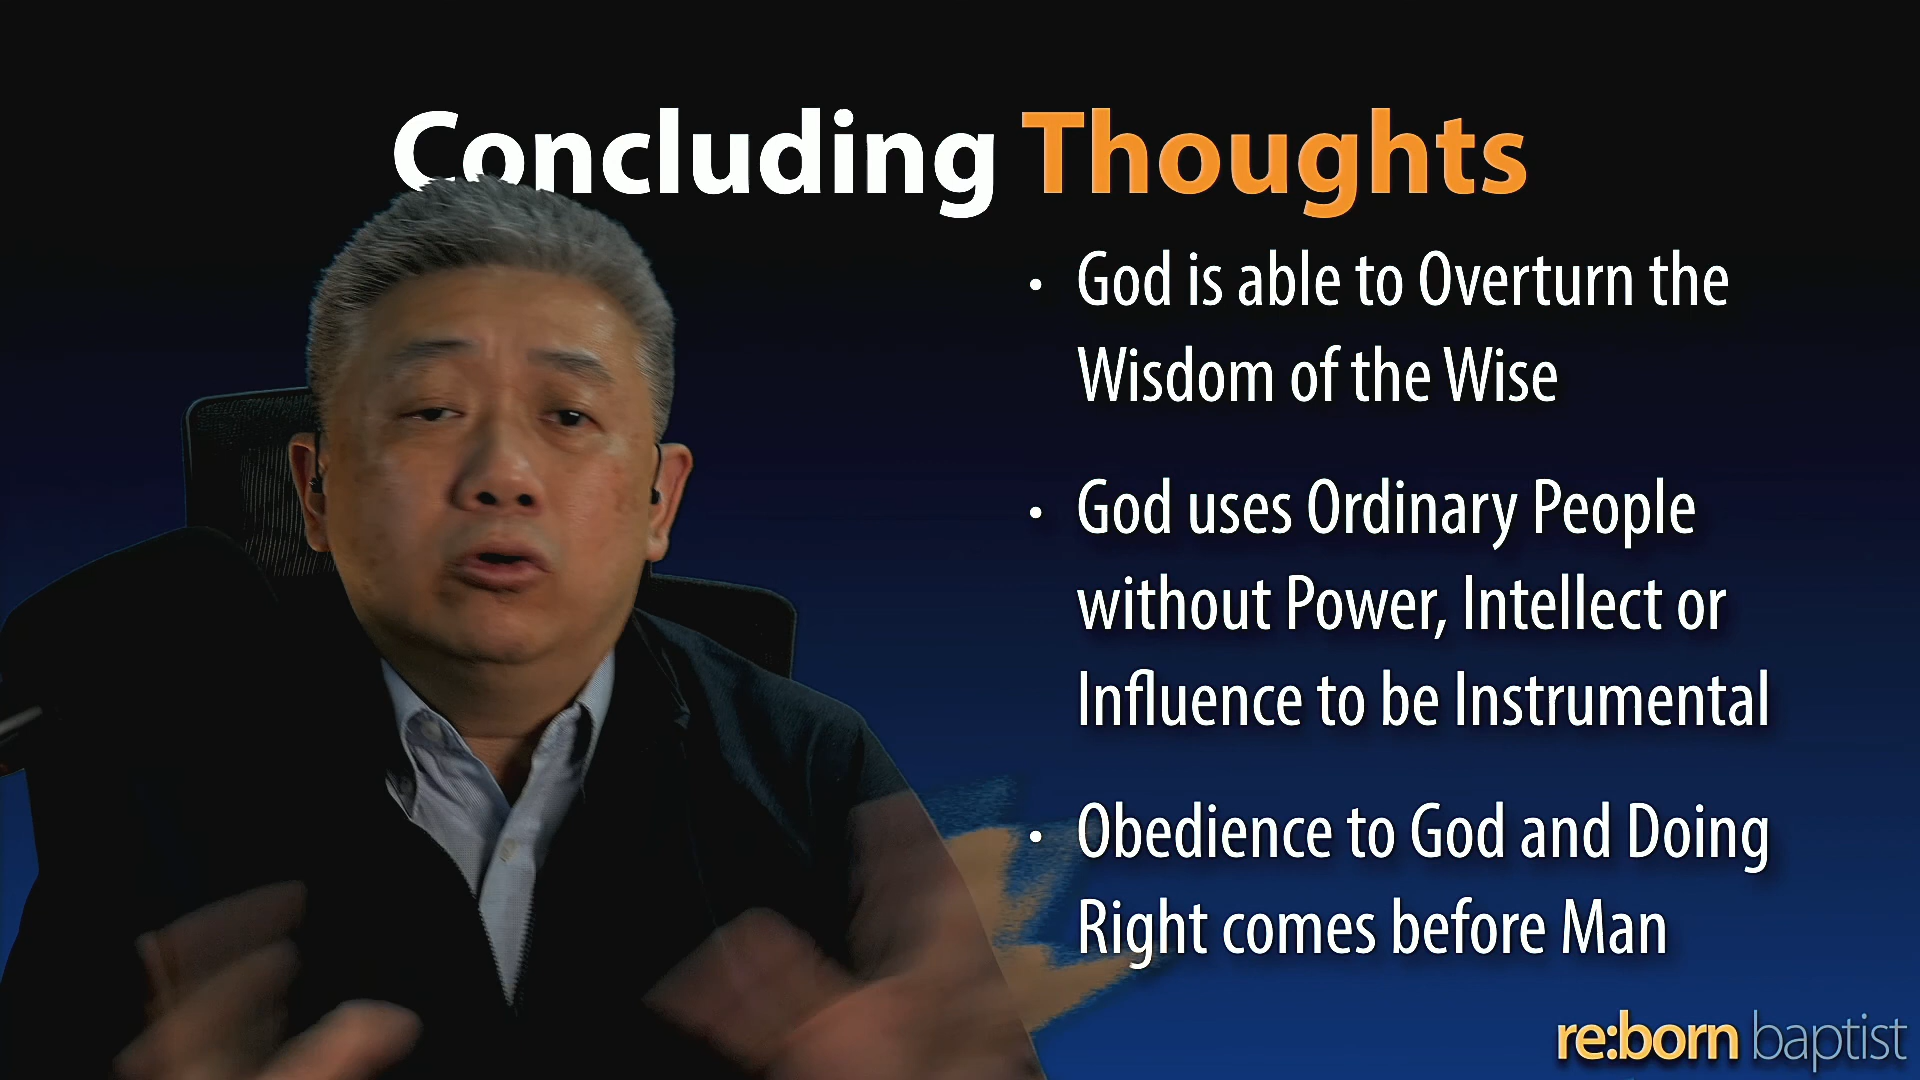 Concluding Thoughts
• God is able to Overturn the
Wisdom of the Wise
• God uses Ordinary People
without Power, Intellect or
Influence to be Instrumental
• Obedience to God and Doing
Right comes before Man
re:born baptist